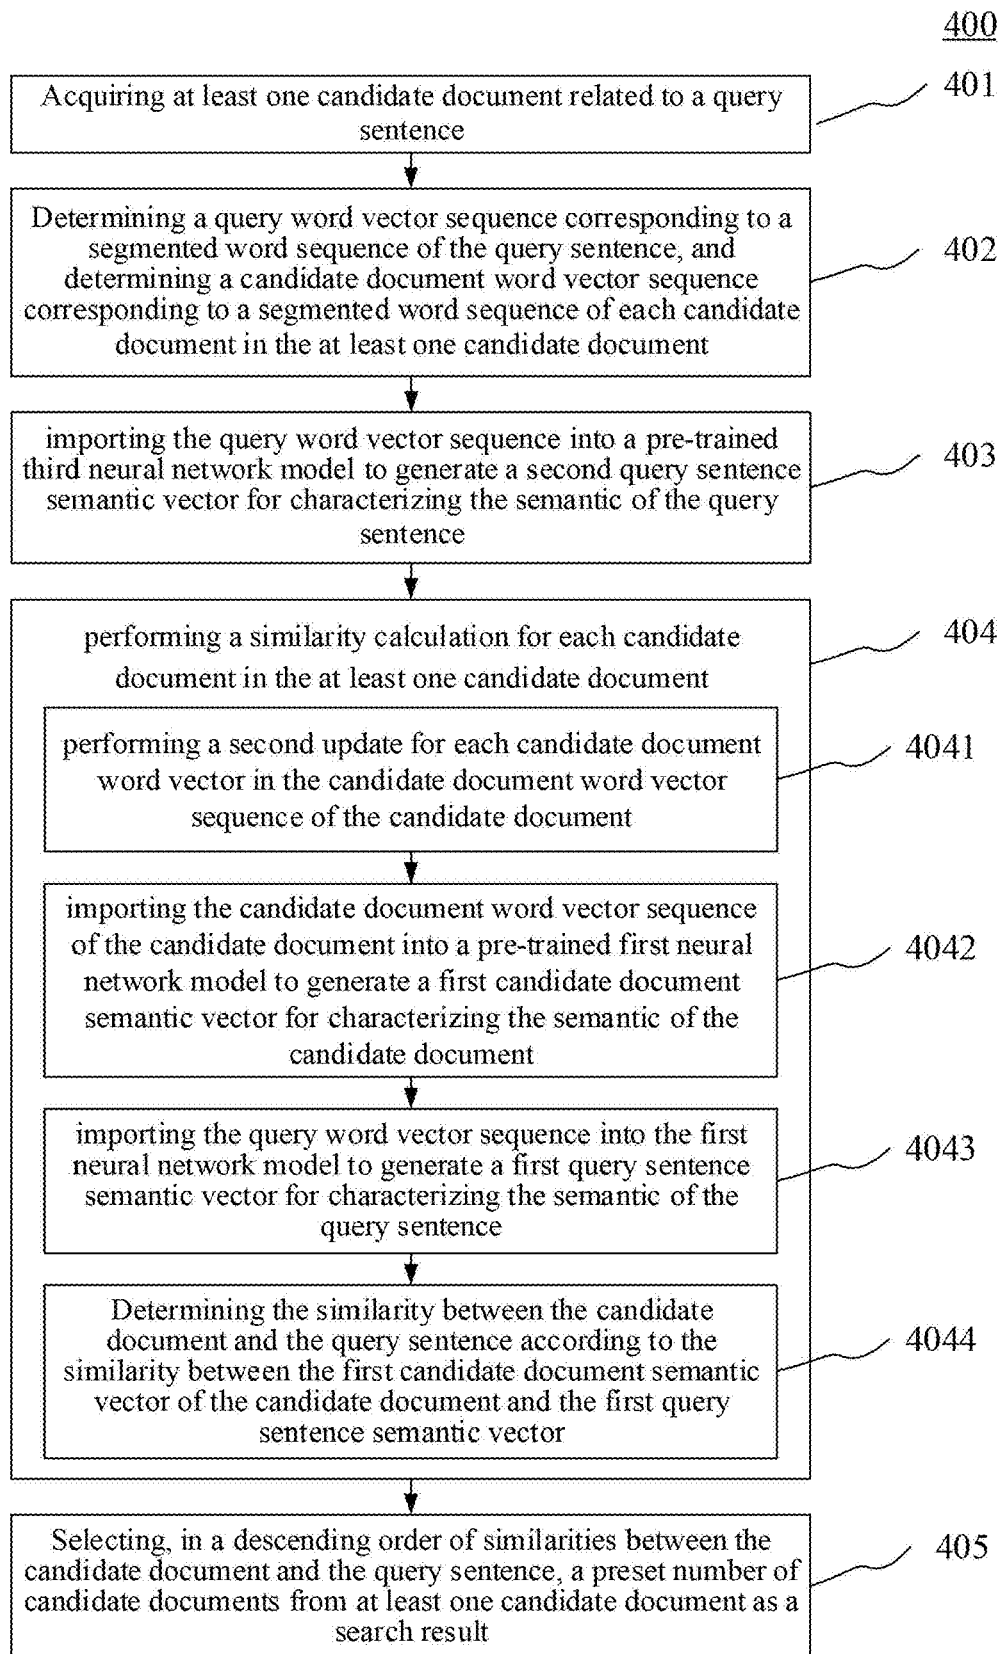 400
Acquiring at least one candidate document related to a query
sentence
401
Determining a query word vector sequence corresponding to a
segmented word sequence of the query sentence, and
determining a candidate document word vector sequence
corresponding to a segmented word sequence of each candidate
document in the at least one candidate document
402
importing the query word vector sequence into a pre-trained
third neural network model to generate a second query sentence
semantic vector for characterizing the semantic of the query
sentence
403
performing a similarity calculation for each candidate
document in the at least one candidate document
404
performing a second update for each candidate document
word vector in the candidate document word vector
sequence of the candidate document
4041
importing the candidate document word vector sequence
of the candidate document into a pre-trained first neural
network model to generate a first candidate document
semantic vector for characterizing the semantic of the
candidate document
4042
importing the query word vector sequence into the first
neural network model to generate a first query sentence
semantic vector for characterizing the semantic of the
query sentence
4043
Determining the similarity between the candidate
document and the query sentence according to the
similarity between the first candidate document semantic
vector of the candidate document and the first query
sentence semantic vector
4044
Selecting, in a descending order of similarities between the
candidate document and the query sentence, a preset number of
candidate documents from at least one candidate document as a
search result
405